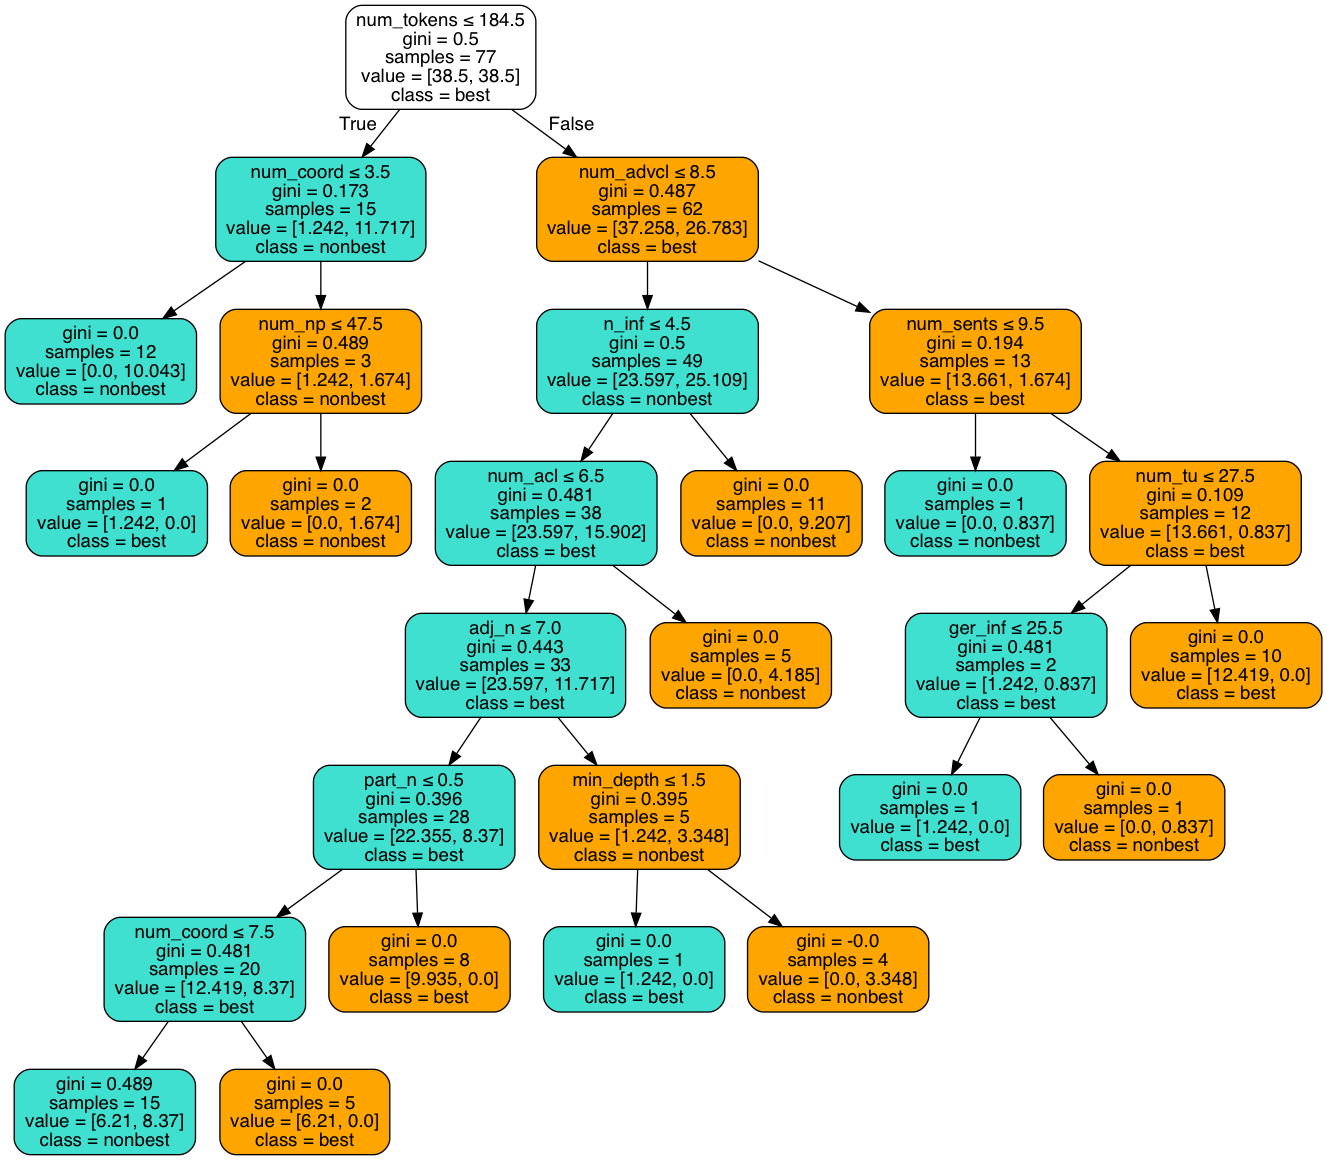 num_tokens ≤ 184.5
gini = 0.5
samples = 77
value = [38.5, 38.5]
class = best
True
False
num_coord ≤ 3.5
gini = 0.173
samples = 15
value = [1.242, 11.717]
class = nonbest
num_advcl ≤ 8.5
gini = 0.487
samples = 62
value = [37.258, 26.783]
class = best
gini = 0.0
samples = 12
value = [0.0, 10.043]
class = nonbest
num_np ≤ 47.5
gini = 0.489
samples = 3
value = [1.242, 1.674]
class = nonbest
n_inf ≤ 4.5
gini = 0.5
samples = 49
value = [23.597, 25.109]
class = nonbest
num_sents ≤ 9.5
gini = 0.194
samples = 13
value = [13.661, 1.674]
class = best
gini = 0.0
samples = 1
value = [1.242, 0.0]
class = best
gini = 0.0
samples = 2
value = [0.0, 1.674]
class = nonbest
num_acl ≤ 6.5
gini = 0.481
samples = 38
value = [23.597, 15.902]
class = best
gini = 0.0
samples = 11
value = [0.0, 9.207]
class = nonbest
gini = 0.0
samples = 1
value = [0.0, 0.837]
class = nonbest
num_tu ≤ 27.5
gini = 0.109
samples = 12
value = [13.661, 0.837]
class = best
adj_n ≤ 7.0
gini = 0.443
samples = 33
value = [23.597, 11.717]
class = best
gini = 0.0
samples = 5
value = [0.0, 4.185]
class = nonbest
ger_inf ≤ 25.5
gini = 0.481
samples = 2
value = [1.242, 0.837]
class = best
gini = 0.0
samples = 10
value = [12.419, 0.0]
class = best
part_n ≤ 0.5
gini = 0.396
samples = 28
value = [22.355, 8.37]
class = best
min_depth ≤ 1.5
gini = 0.395
samples = 5
value = [1.242, 3.348]
class = nonbest
gini = 0.0
samples = 1
value = [1.242, 0.0]
class = best
gini = 0.0
samples = 1
value = [0.0, 0.837]
class = nonbest
num_coord ≤ 7.5
gini = 0.481
samples = 20
value = [12.419, 8.37]
class = best
gini = 0.0
samples = 8
value = [9.935, 0.0]
class = best
gini = 0.0
samples = 1
value = [1.242, 0.0]
class = best
gini = -0.0
samples = 4
value = [0.0, 3.348]
class = nonbest
gini = 0.489
samples = 15
value = [6.21, 8.37]
class = nonbest
gini = 0.0
samples = 5
value = [6.21, 0.0]
class = best